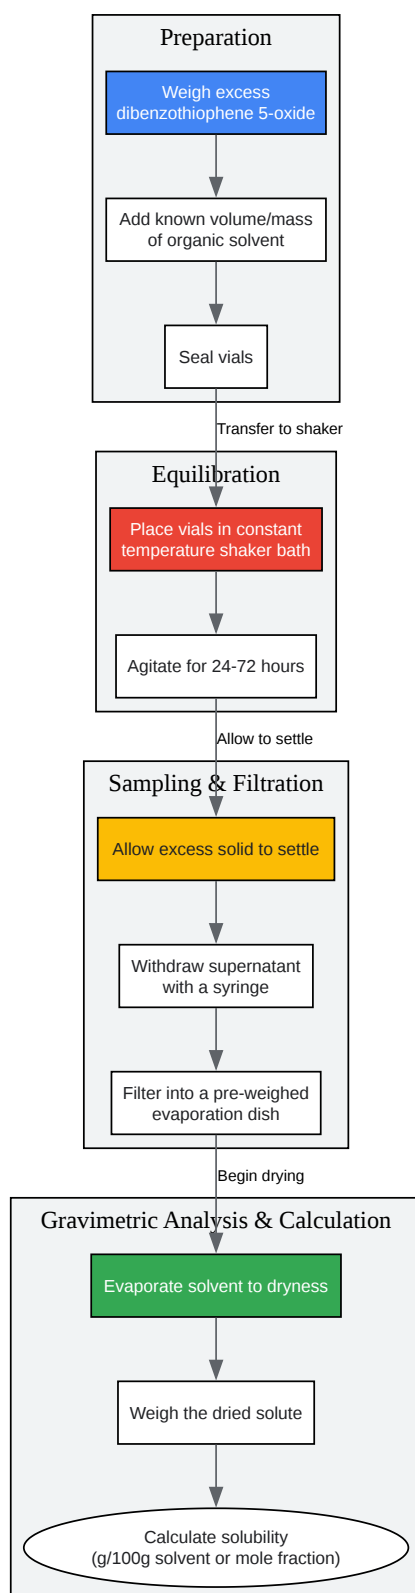 Preparation
Weigh excess
dibenzothiophene 5-oxide
Add known volume/mass
of organic solvent
Seal vials
Transfer to shaker
Equilibration
Place vials in constant
temperature shaker bath
Agitate for 24-72 hours
Allow to settle
Sampling & Filtration
Allow excess solid to settle
Withdraw supernatant
with a syringe
Filter into a pre-weighed
evaporation dish
Begin drying
Gravimetric Analysis & Calculation
Evaporate solvent to dryness
Weigh the dried solute
Calculate solubility
(g/100g solvent or mole fraction)